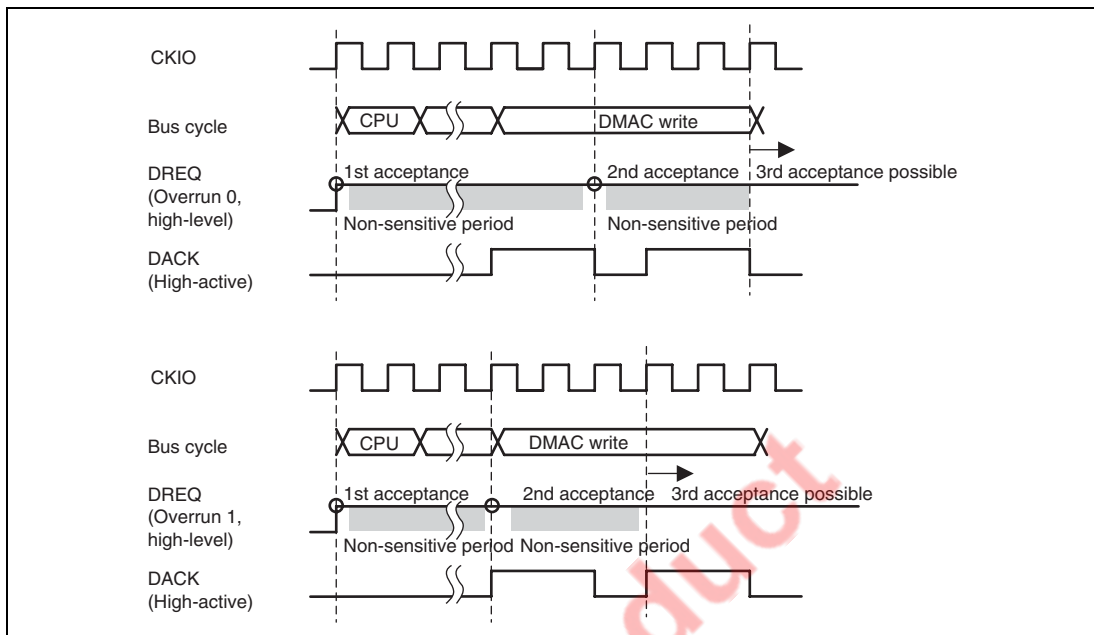 CKIO
Bus cycle
CPU
DMAC write
DREQ
(Overrun 0,
high-level)
1st acceptance
2nd acceptance
3rd acceptance possible
Non-sensitive period
Non-sensitive period
DACK
(High-active)
CKIO
Bus cycle
CPU
DMAC write
DREQ
(Overrun 1,
high-level)
1st acceptance
2nd acceptance
3rd acceptance possible
Non-sensitive period
Non-sensitive period
DACK
(High-active)
duct